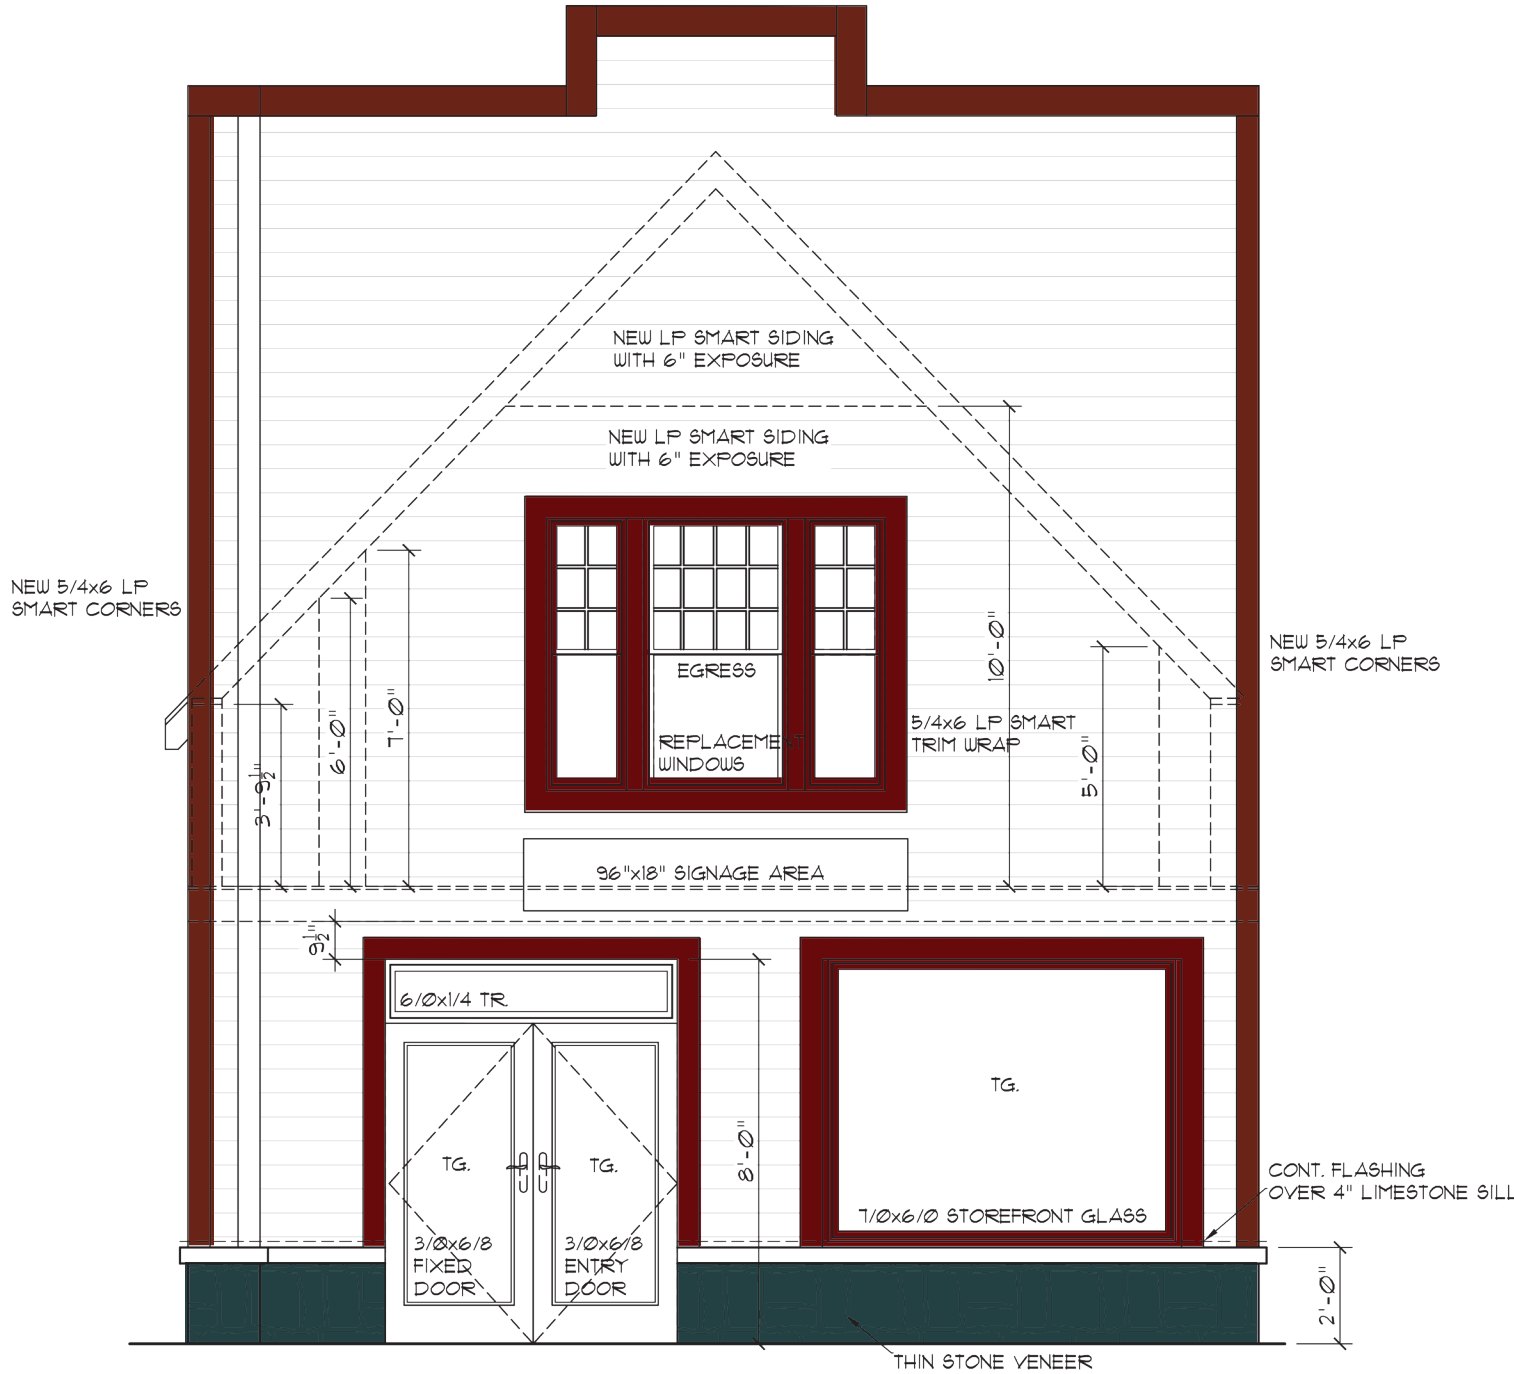 NEW LP SMART SIDING
WITH 6" EXPOSURE
NEW LP SMART SIDING
WITH 6" EXPOSURE
NEW 5/4x6 LP
SMART CORNERS
NEW 5/4x6 LP
SMART CORNERS
EGRESS
REPLACEMENT
WINDOWS
5/4x6 LP SMART
TRIM WRAP
3'-9½"
6'-0"
7'-0"
10'-0"
5'-0"
96"x18" SIGNAGE AREA
9½"
6/0x1/4 TR.
TG.
TG.
TG.
8'-0"
3/0x6/8
FIXED
DOOR
3/0x6/8
ENTRY
DOOR
7/0x6/0 STOREFRONT GLASS
CONT. FLASHING
OVER 4" LIMESTONE SILL
2'-0"
THIN STONE VENEER